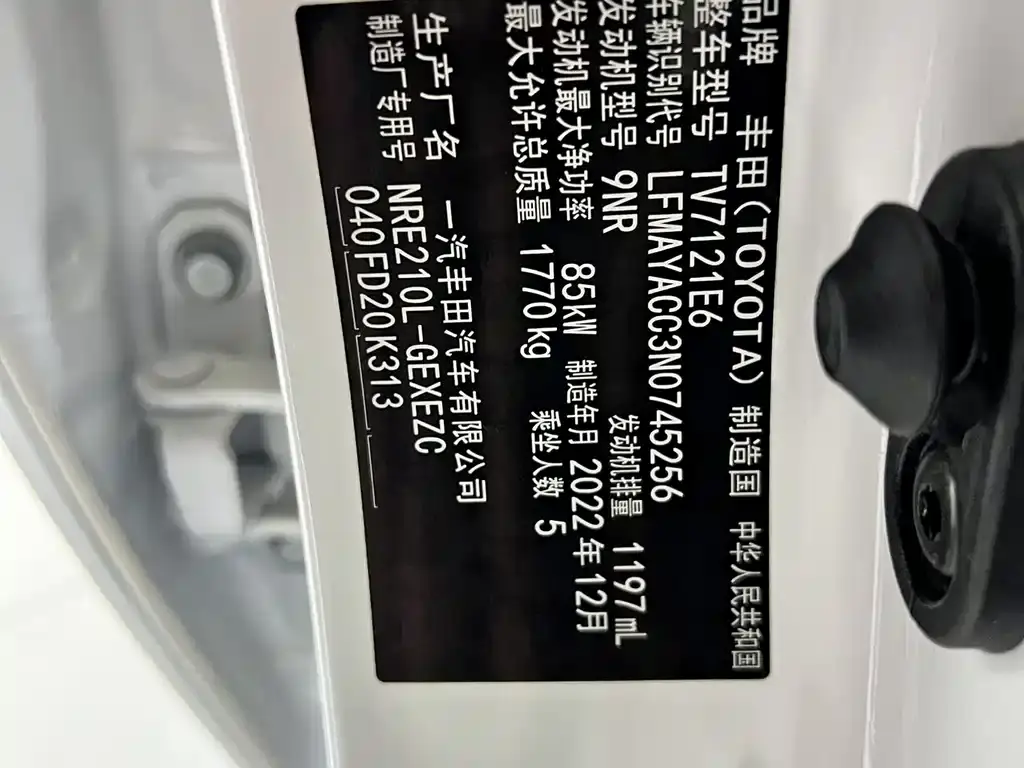 品牌 丰田(TOYOTA) 制造国 中华人民共和国
整车型号 TV7121E6
车辆识别代号 LFMAYACC3N0745256
发动机型号 9NR 发动机排量 1197mL
发动机最大净功率 85kW 制造年月 2022年12月
最大允许总质量 1770kg 乘坐人数 5
生产厂名 一汽丰田汽车有限公司
制造厂专用号 NRE210L-GEXEZC
040FD20K313